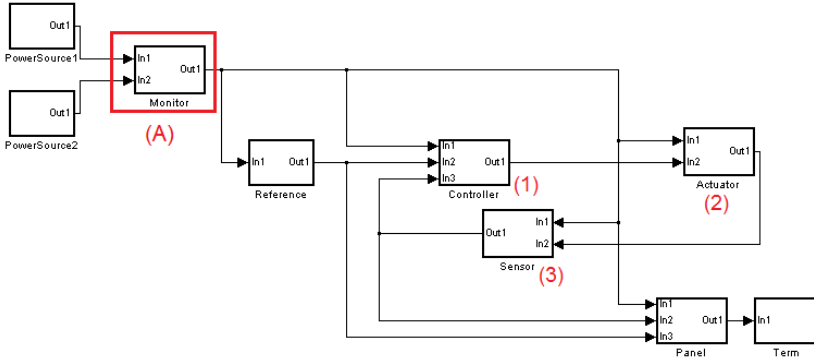 Out1
PowerSource1
Out1
PowerSource2
In1
In2
Out1
Monitor
(A)
In1
Out1
Reference
In1
In2
In3
Out1
Controller
(1)
In1
In2
Out1
Actuator
(2)
In1
In2
Out1
Sensor
(3)
In1
In2
In3
Out1
Panel
In1
Term